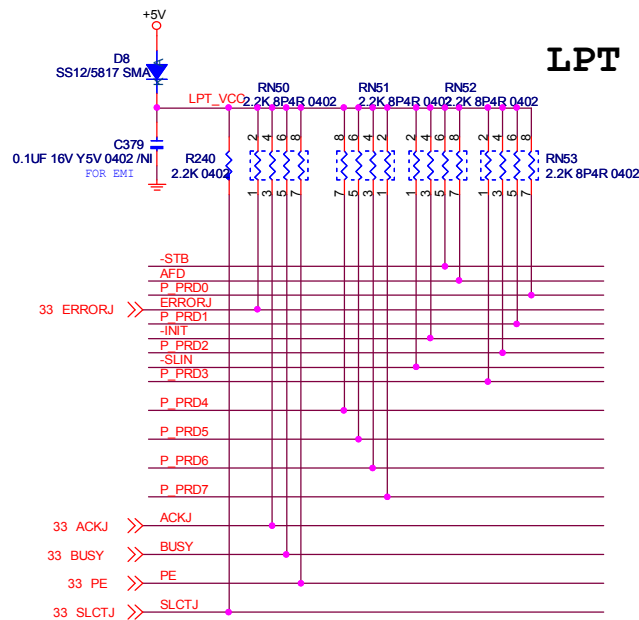 +5V
LPT
D8
SS12/5817 SMA
LPT_VCC
RN50
2.2K 8P4R 0402
RN51
2.2K 8P4R 0402
RN52
2.2K 8P4R 0402
C379
0.1UF 16V Y5V 0402 /NI
FOR EMI
R240
2.2K 0402
2 4 6 8
8 6 4 2
2 4 6 8
2 4 6 8
RN53
2.2K 8P4R 0402
1 3 5 7
7 5 3 1
1 3 5 7
1 3 5 7
-STB
AFD
P_PRD0
33 ERRORJ
ERRORJ
P_PRD1
-INIT
P_PRD2
-SLIN
P_PRD3
P_PRD4
P_PRD5
P_PRD6
P_PRD7
33 ACKJ
ACKJ
33 BUSY
BUSY
33 PE
PE
33 SLCTJ
SLCTJ